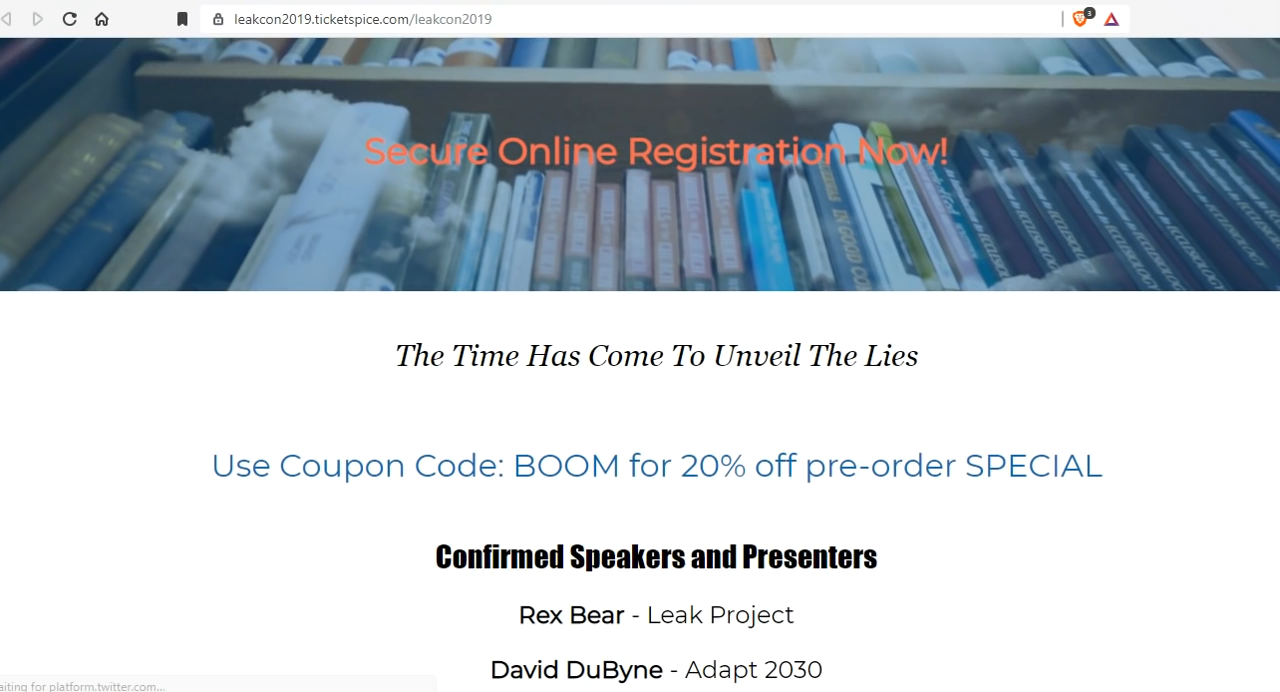 leakcon2019.ticketspice.com/leakcon2019
3
Secure Online Registration Now!
The Time Has Come To Unveil The Lies
Use Coupon Code: BOOM for 20% off pre-order SPECIAL
Confirmed Speakers and Presenters
Rex Bear - Leak Project
David DuByne - Adapt 2030
aiting for platform.twitter.com...